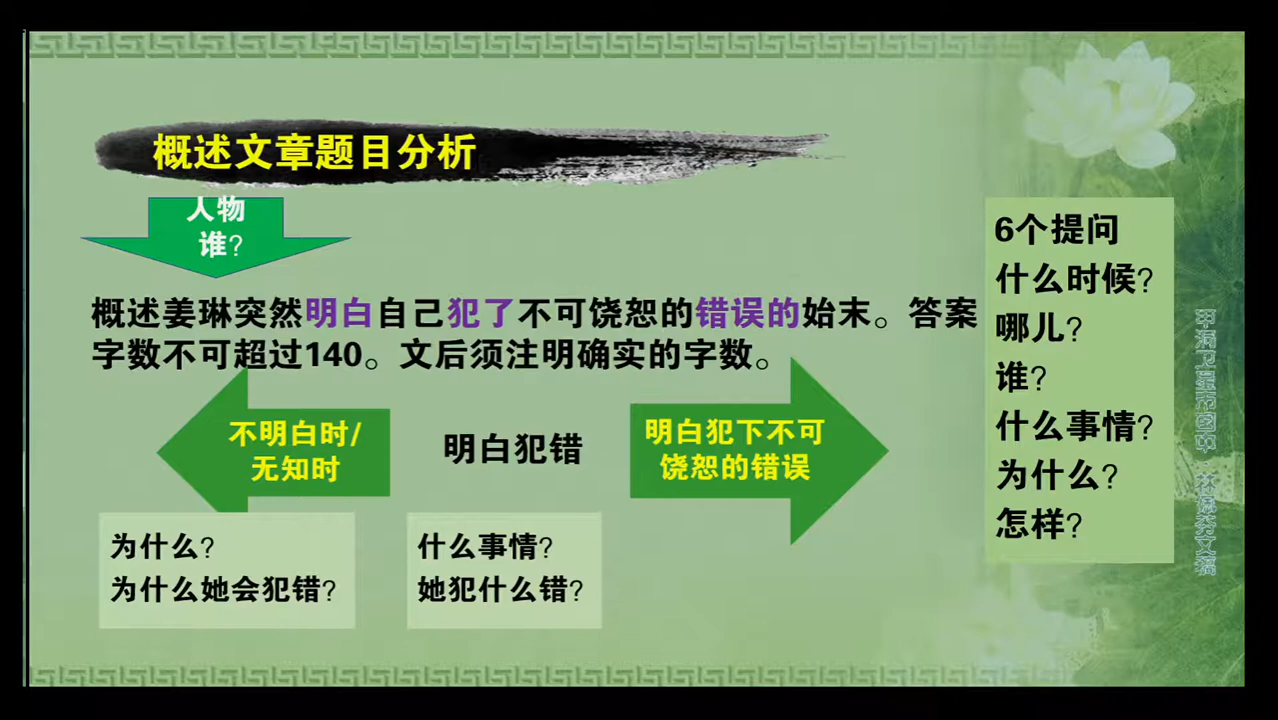 概述文章题目分析
人物
谁?
概述姜琳突然明白自己犯了不可饶恕的错误的始末。答案
字数不可超过140。文后须注明确实的字数。
不明白时/
无知时
明白犯错
明白犯下不可
饶恕的错误
为什么?
为什么她会犯错?
什么事情?
她犯什么错?
6个提问
什么时候?
哪儿?
谁?
什么事情?
为什么?
怎样?